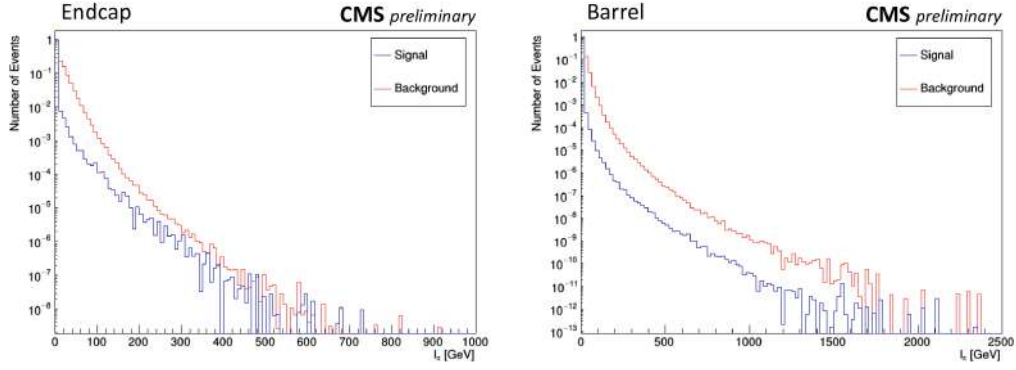 Endcap
CMS preliminary
Number of Events
1
10⁻¹
10⁻²
10⁻³
10⁻⁴
10⁻⁵
10⁻⁶
10⁻⁷
10⁻⁸
Signal
Background
0 100 200 300 400 500 600 700 800 900 1000
[GeV]
Barrel
CMS preliminary
Number of Events
1
10⁻¹
10⁻²
10⁻³
10⁻⁴
10⁻⁵
10⁻⁶
10⁻⁷
10⁻⁸
10⁻⁹
10⁻¹⁰
10⁻¹¹
10⁻¹²
10⁻¹³
Signal
Background
0 500 1000 1500 2000 2500
[GeV]